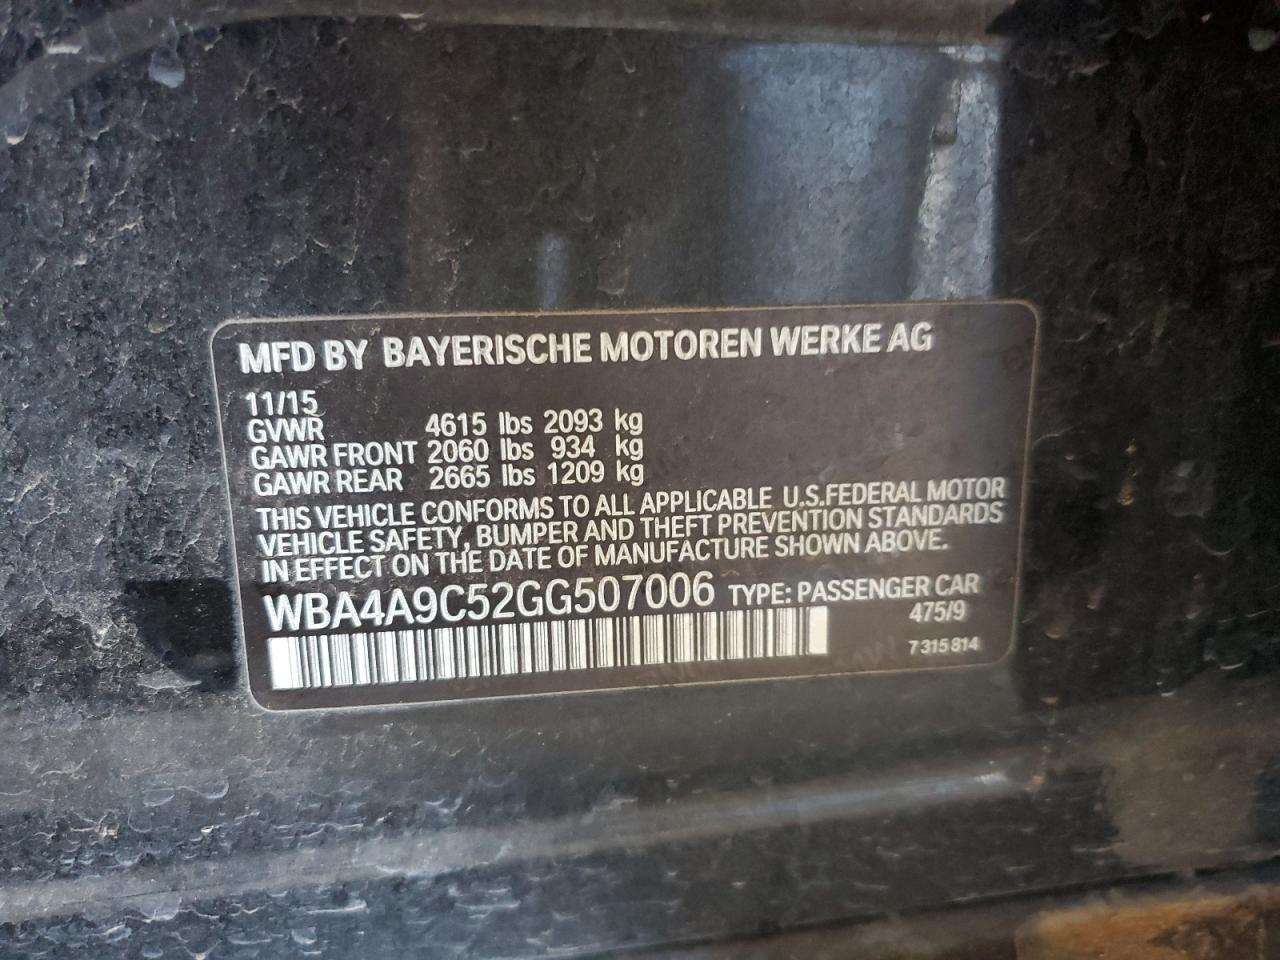 MFD BY BAYERISCHE MOTOREN WERKE AG
11/15
GVWR 4615 lbs 2093 kg
GAWR FRONT 2060 lbs 934 kg
GAWR REAR 2665 lbs 1209 kg
THIS VEHICLE CONFORMS TO ALL APPLICABLE U.S.FEDERAL MOTOR
VEHICLE SAFETY, BUMPER AND THEFT PREVENTION STANDARDS
IN EFFECT ON THE DATE OF MANUFACTURE SHOWN ABOVE.
WBA4A9C52GG507006 TYPE: PASSENGER CAR
475/9
7 315 814